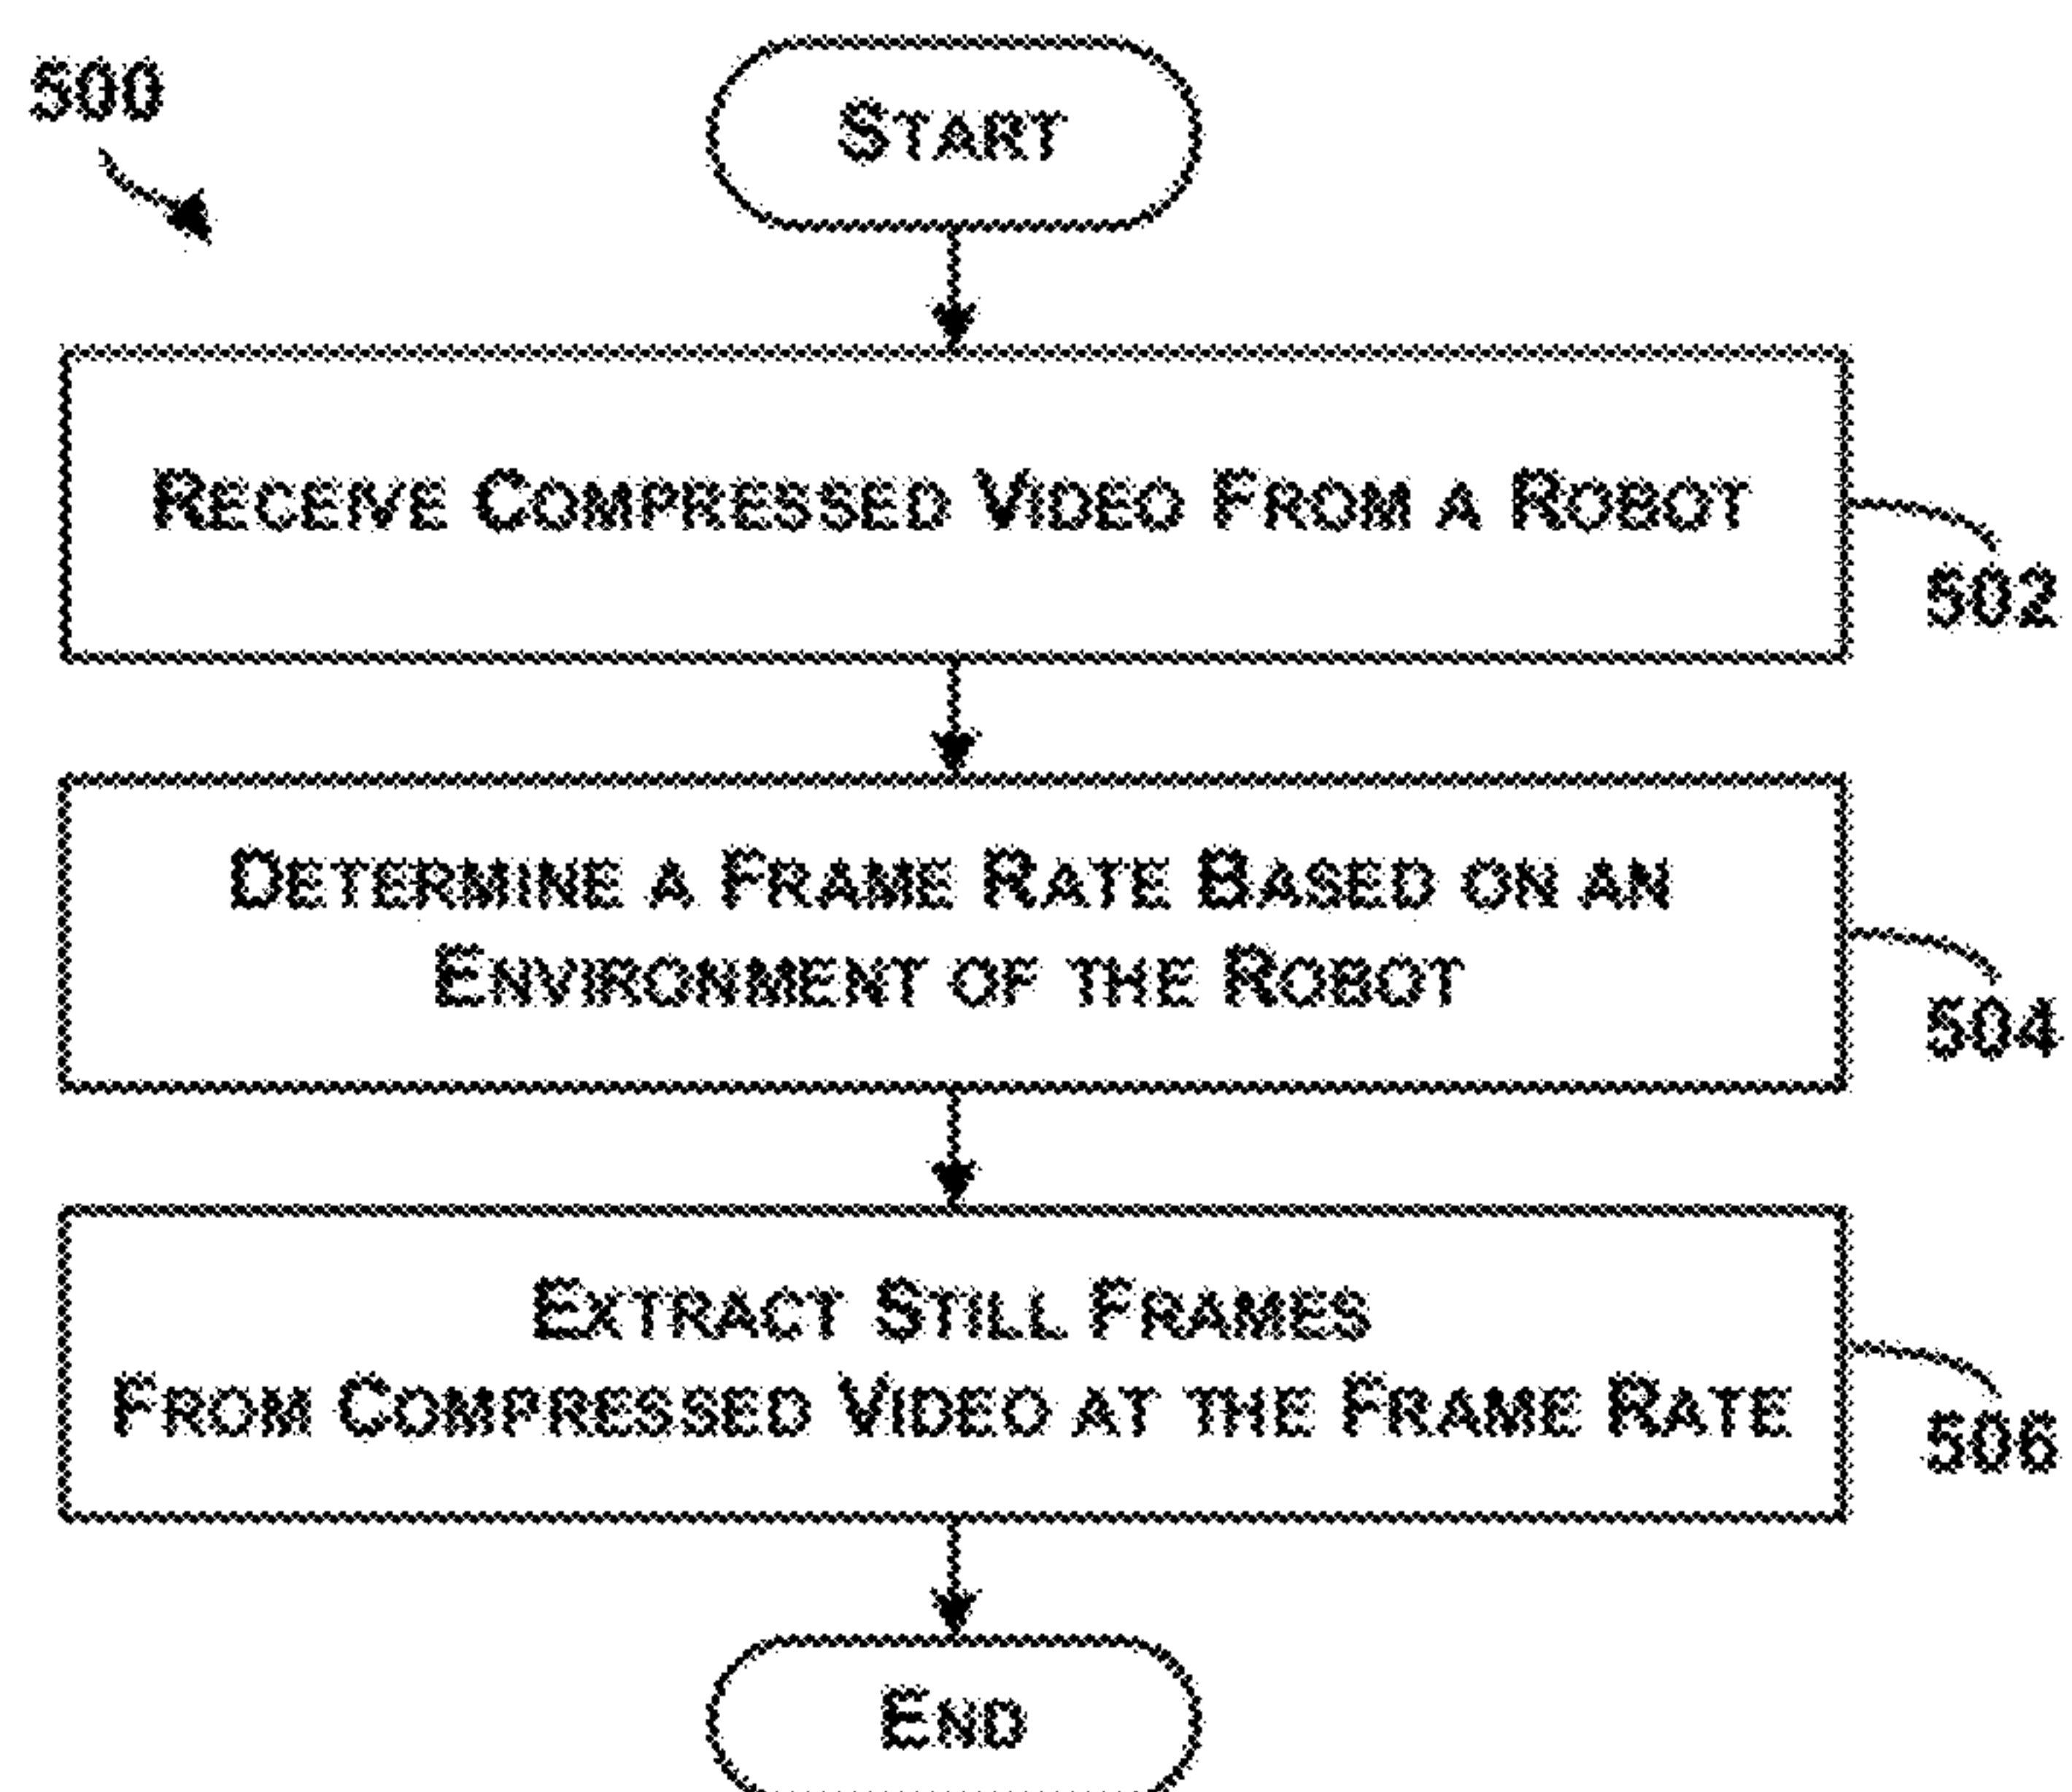 500
START
RECEIVE COMPRESSED VIDEO FROM A ROBOT
502
DETERMINE A FRAME RATE BASED ON AN
ENVIRONMENT OF THE ROBOT
504
EXTRACT STILL FRAMES
FROM COMPRESSED VIDEO AT THE FRAME RATE
506
END